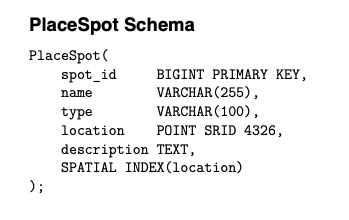 PlaceSpot Schema
PlaceSpot(
    spot_id     BIGINT PRIMARY KEY,
    name        VARCHAR(255),
    type        VARCHAR(100),
    location    POINT SRID 4326,
    description TEXT,
    SPATIAL INDEX(location)
);